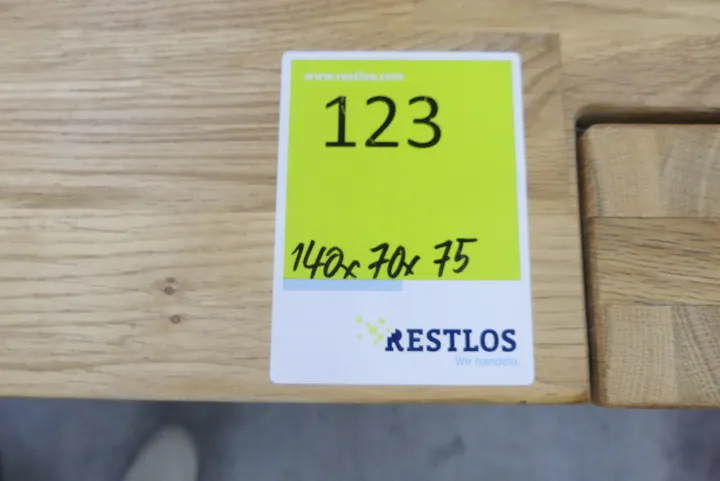 www.restlos.com
123
140x 70x 75
RESTLOS
Wir handeln.